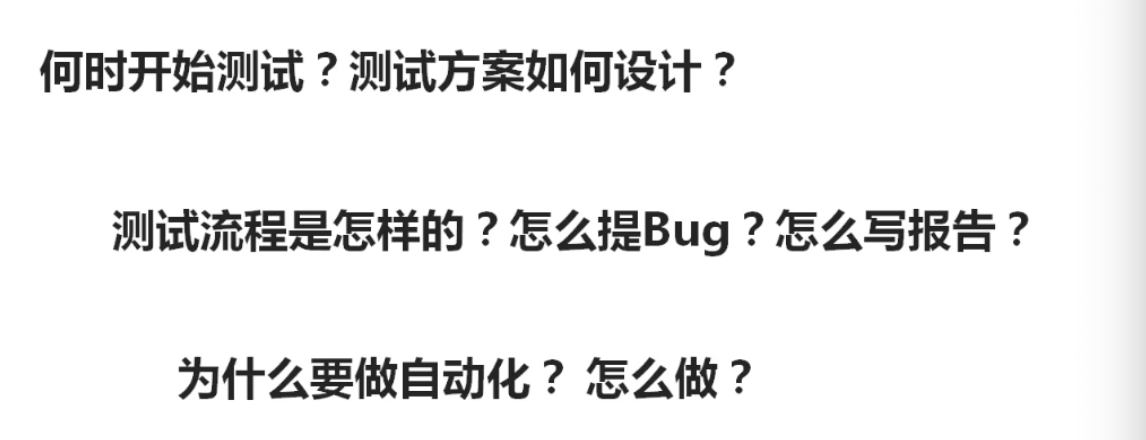 何时开始测试？测试方案如何设计？
测试流程是怎样的？怎么提Bug？怎么写报告？
为什么要做自动化？ 怎么做？